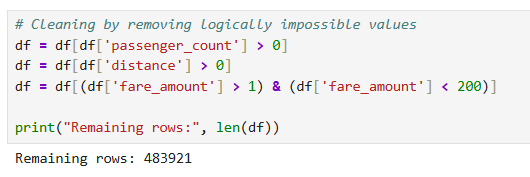 # Cleaning by removing logically impossible values
df = df[df['passenger_count'] > 0]
df = df[df['distance'] > 0]
df = df[(df['fare_amount'] > 1) & (df['fare_amount'] < 200)]
print("Remaining rows:", len(df))
Remaining rows: 483921